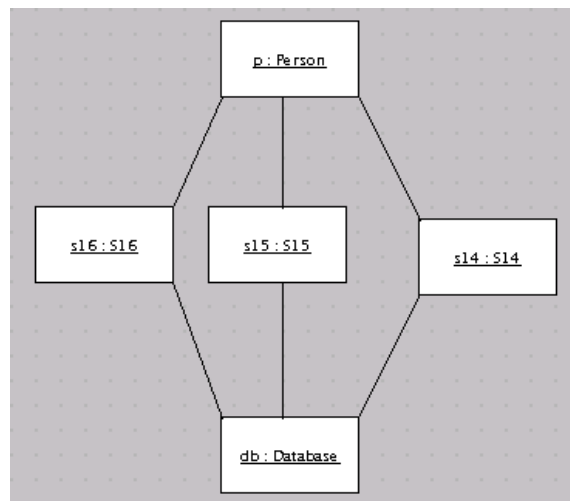 p : Person
s16 : S16
s15 : S15
s14 : S14
db : Database